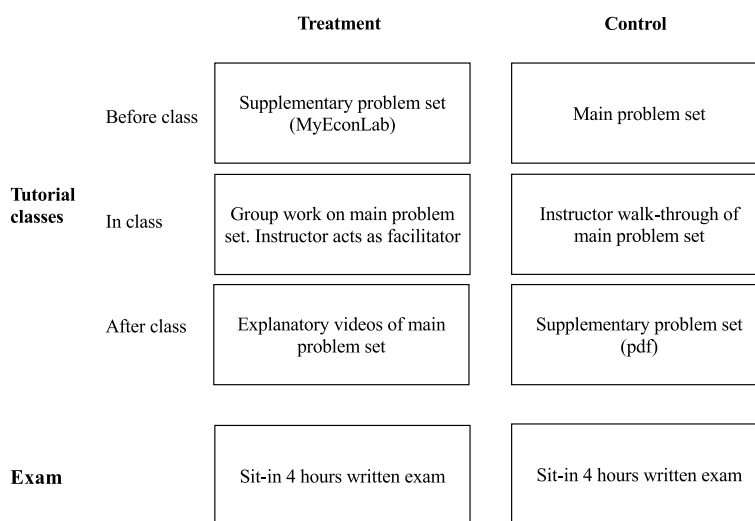 Treatment
Control
Before class
Supplementary problem set
(MyEconLab)
Main problem set
Tutorial
classes
In class
Group work on main problem
set. Instructor acts as facilitator
Instructor walk-through of
main problem set
After class
Explanatory videos of main
problem set
Supplementary problem set
(pdf)
Exam
Sit-in 4 hours written exam
Sit-in 4 hours written exam